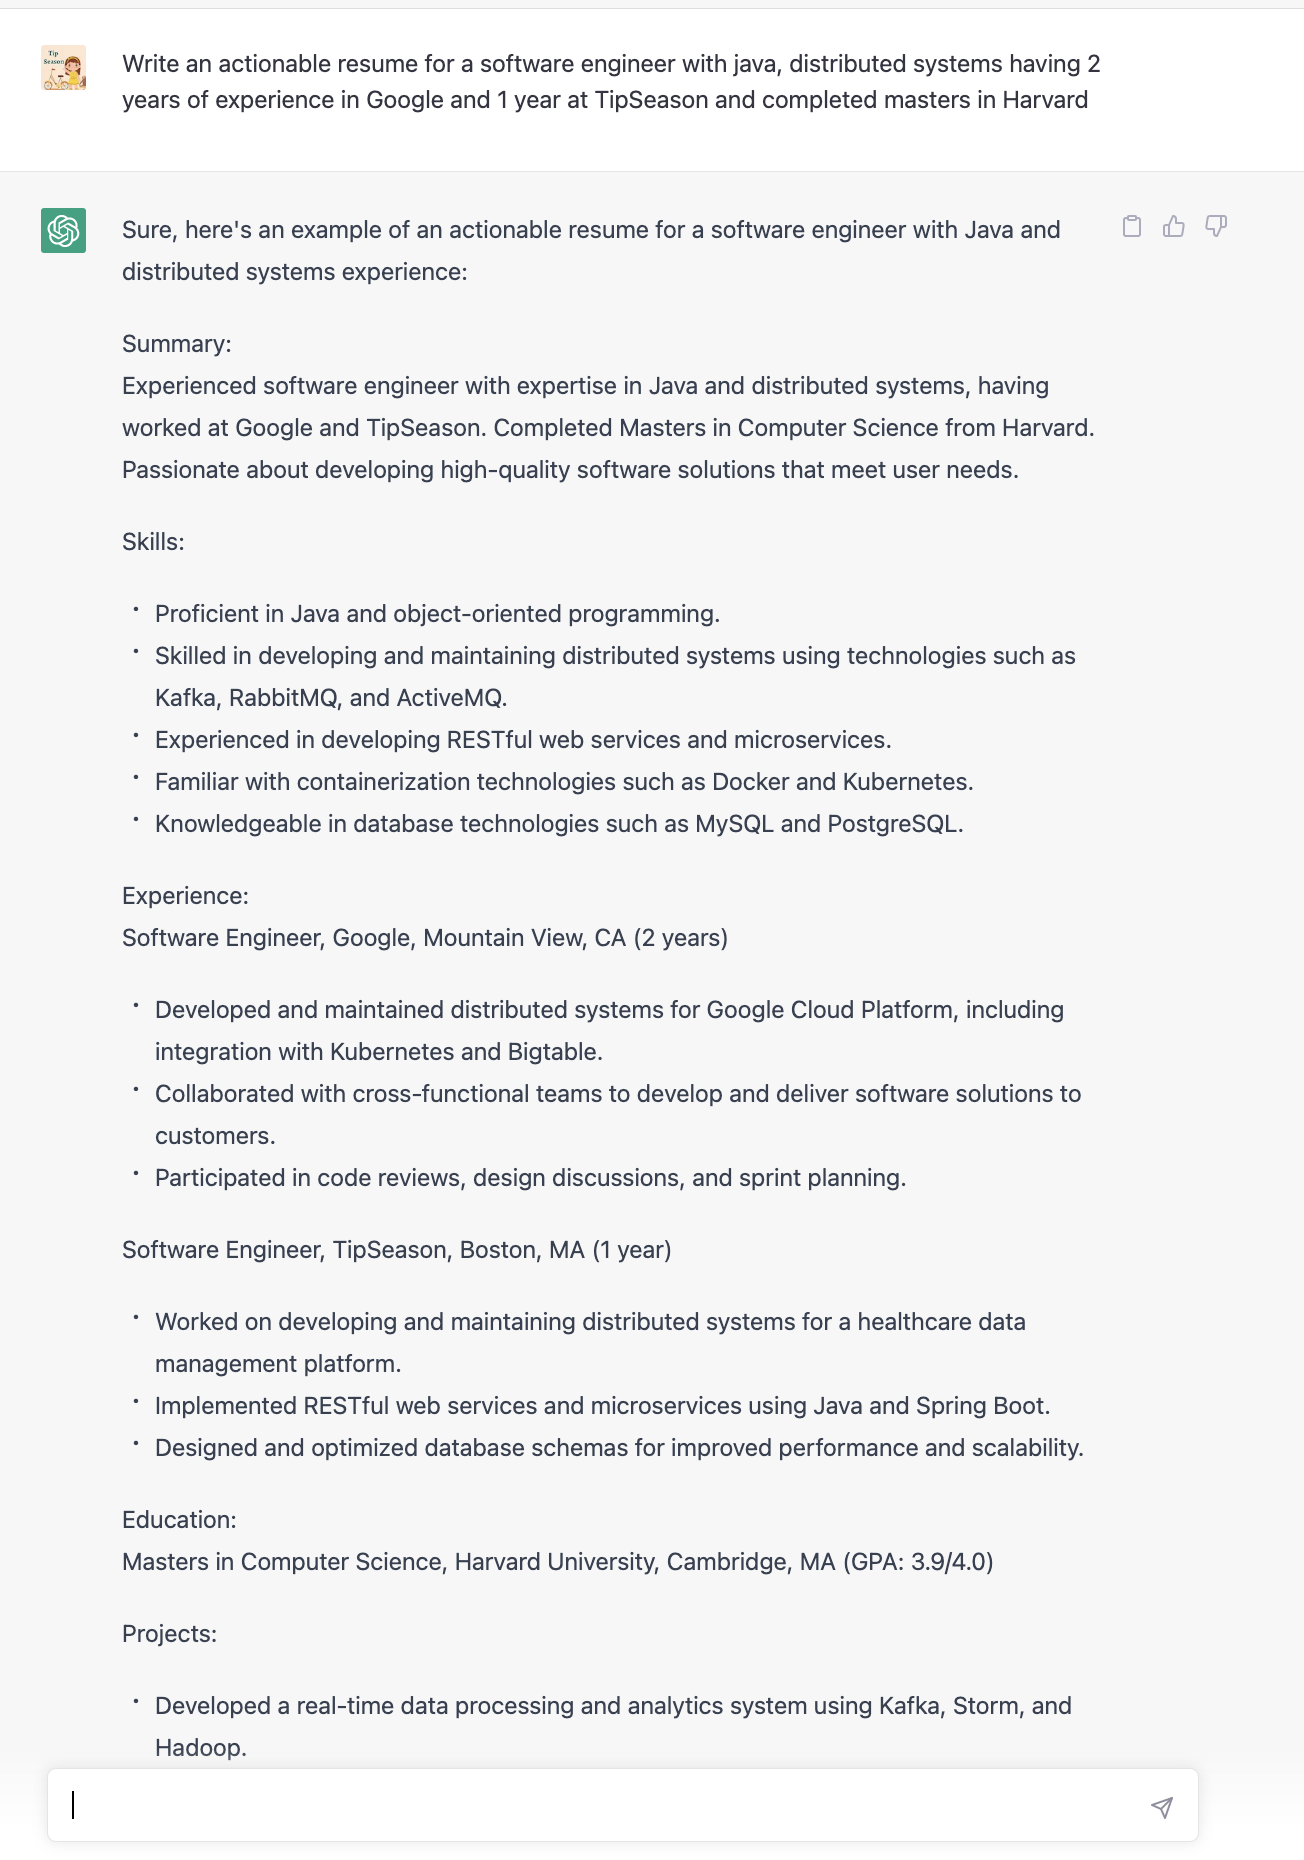 Tip
Season
Write an actionable resume for a software engineer with java, distributed systems having 2
years of experience in Google and 1 year at TipSeason and completed masters in Harvard
Sure, here's an example of an actionable resume for a software engineer with Java and
distributed systems experience:
Summary:
Experienced software engineer with expertise in Java and distributed systems, having
worked at Google and TipSeason. Completed Masters in Computer Science from Harvard.
Passionate about developing high-quality software solutions that meet user needs.
Skills:
• Proficient in Java and object-oriented programming.
• Skilled in developing and maintaining distributed systems using technologies such as
Kafka, RabbitMQ, and ActiveMQ.
• Experienced in developing RESTful web services and microservices.
• Familiar with containerization technologies such as Docker and Kubernetes.
• Knowledgeable in database technologies such as MySQL and PostgreSQL.
Experience:
Software Engineer, Google, Mountain View, CA (2 years)
• Developed and maintained distributed systems for Google Cloud Platform, including
integration with Kubernetes and Bigtable.
• Collaborated with cross-functional teams to develop and deliver software solutions to
customers.
• Participated in code reviews, design discussions, and sprint planning.
Software Engineer, TipSeason, Boston, MA (1 year)
• Worked on developing and maintaining distributed systems for a healthcare data
management platform.
• Implemented RESTful web services and microservices using Java and Spring Boot.
• Designed and optimized database schemas for improved performance and scalability.
Education:
Masters in Computer Science, Harvard University, Cambridge, MA (GPA: 3.9/4.0)
Projects:
• Developed a real-time data processing and analytics system using Kafka, Storm, and
Hadoop.